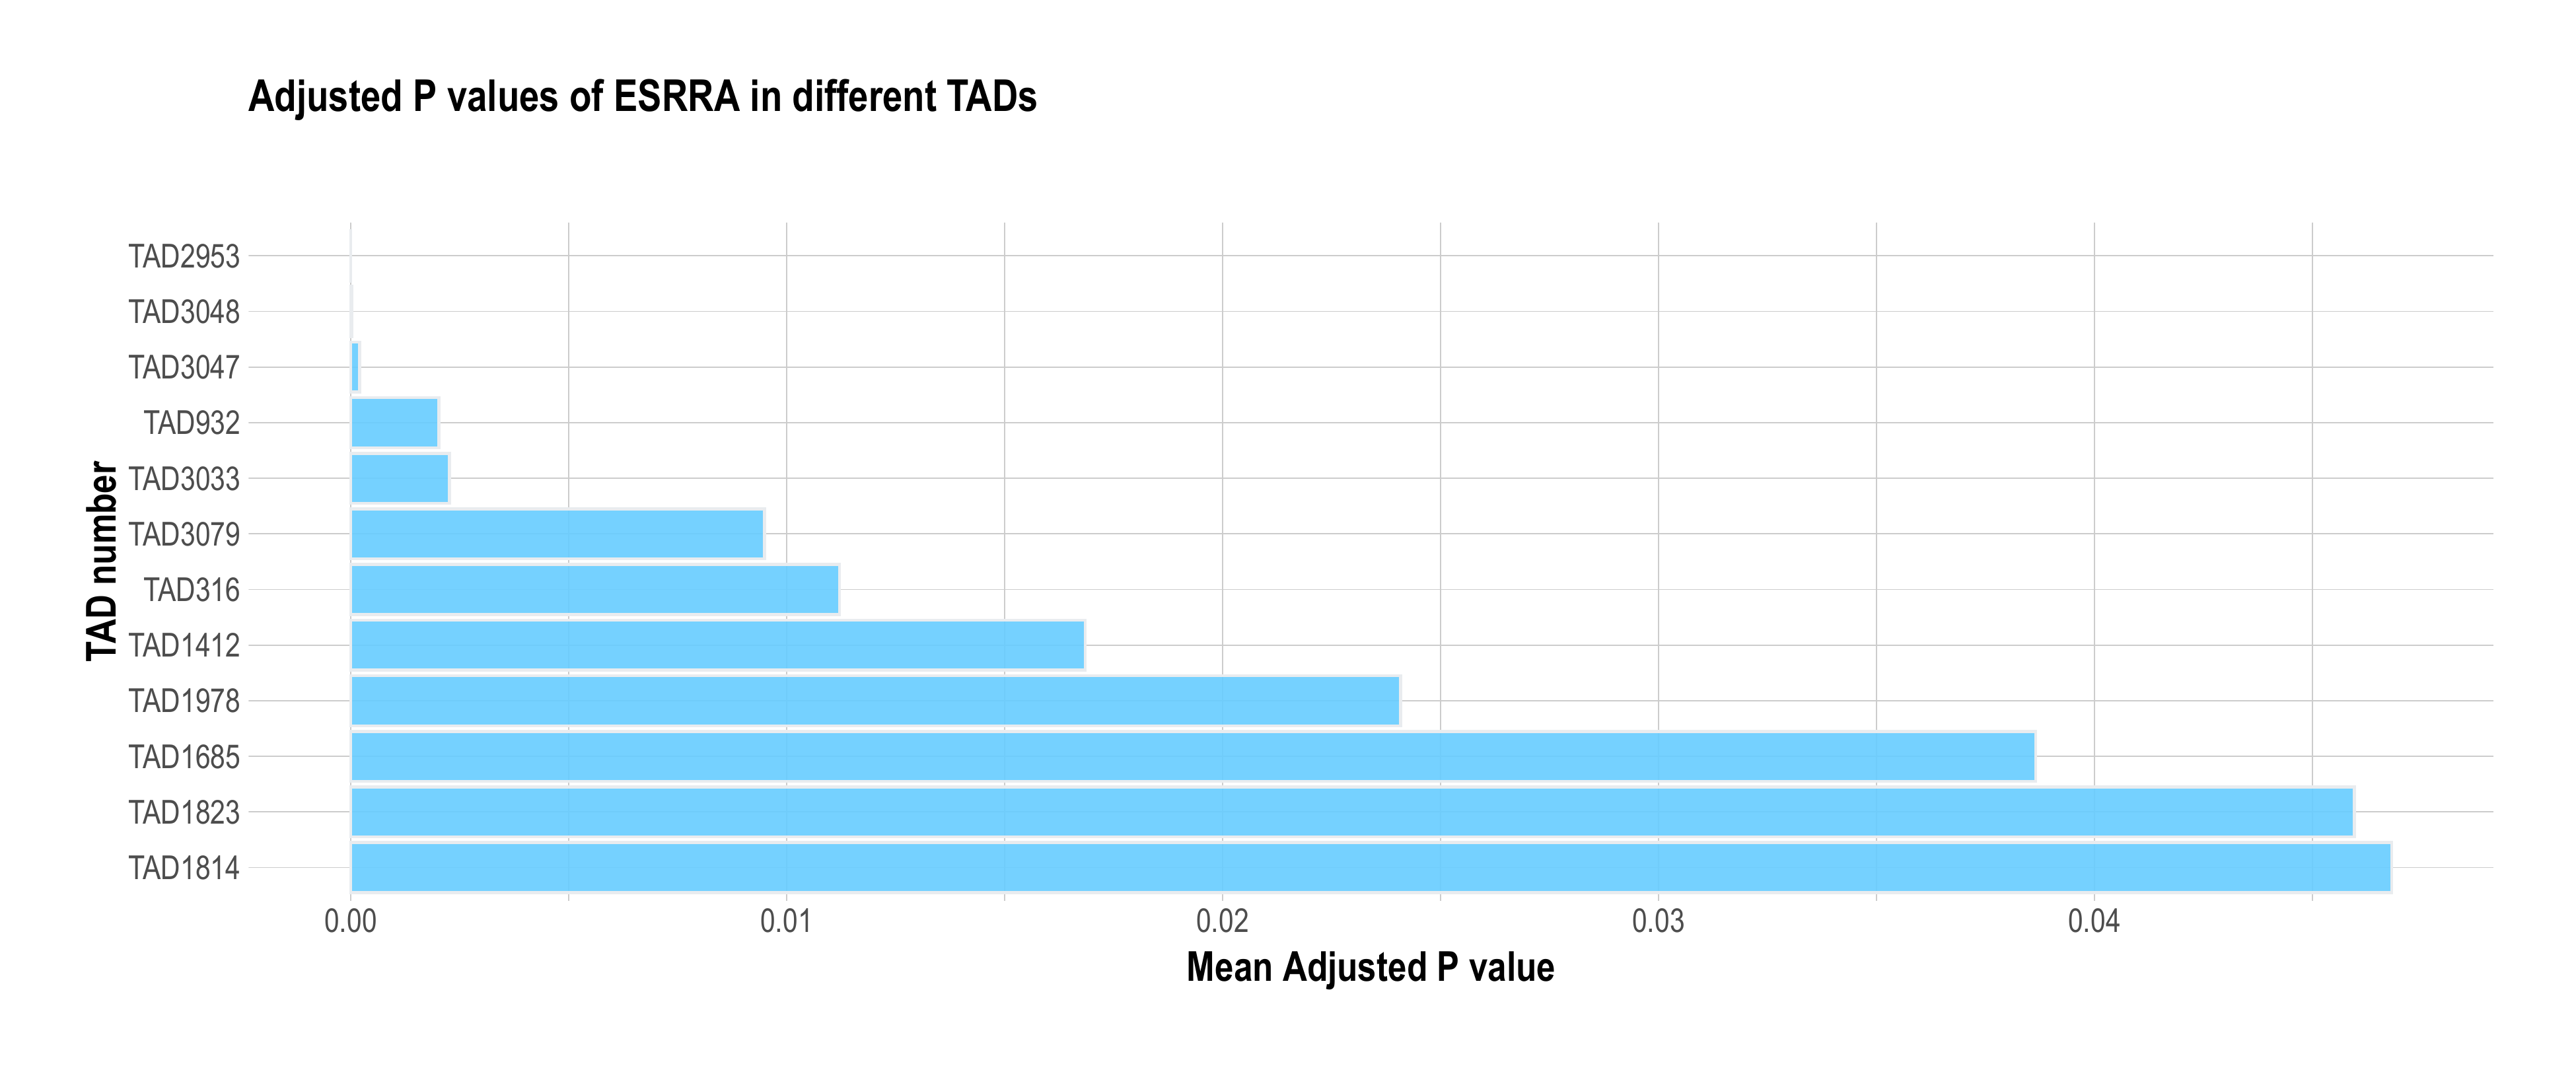 Adjusted P values of ESRRA in different TADs
TAD number
TAD2953
TAD3048
TAD3047
TAD932
TAD3033
TAD3079
TAD316
TAD1412
TAD1978
TAD1685
TAD1823
TAD1814
0.00 0.01 0.02 0.03 0.04
Mean Adjusted P value